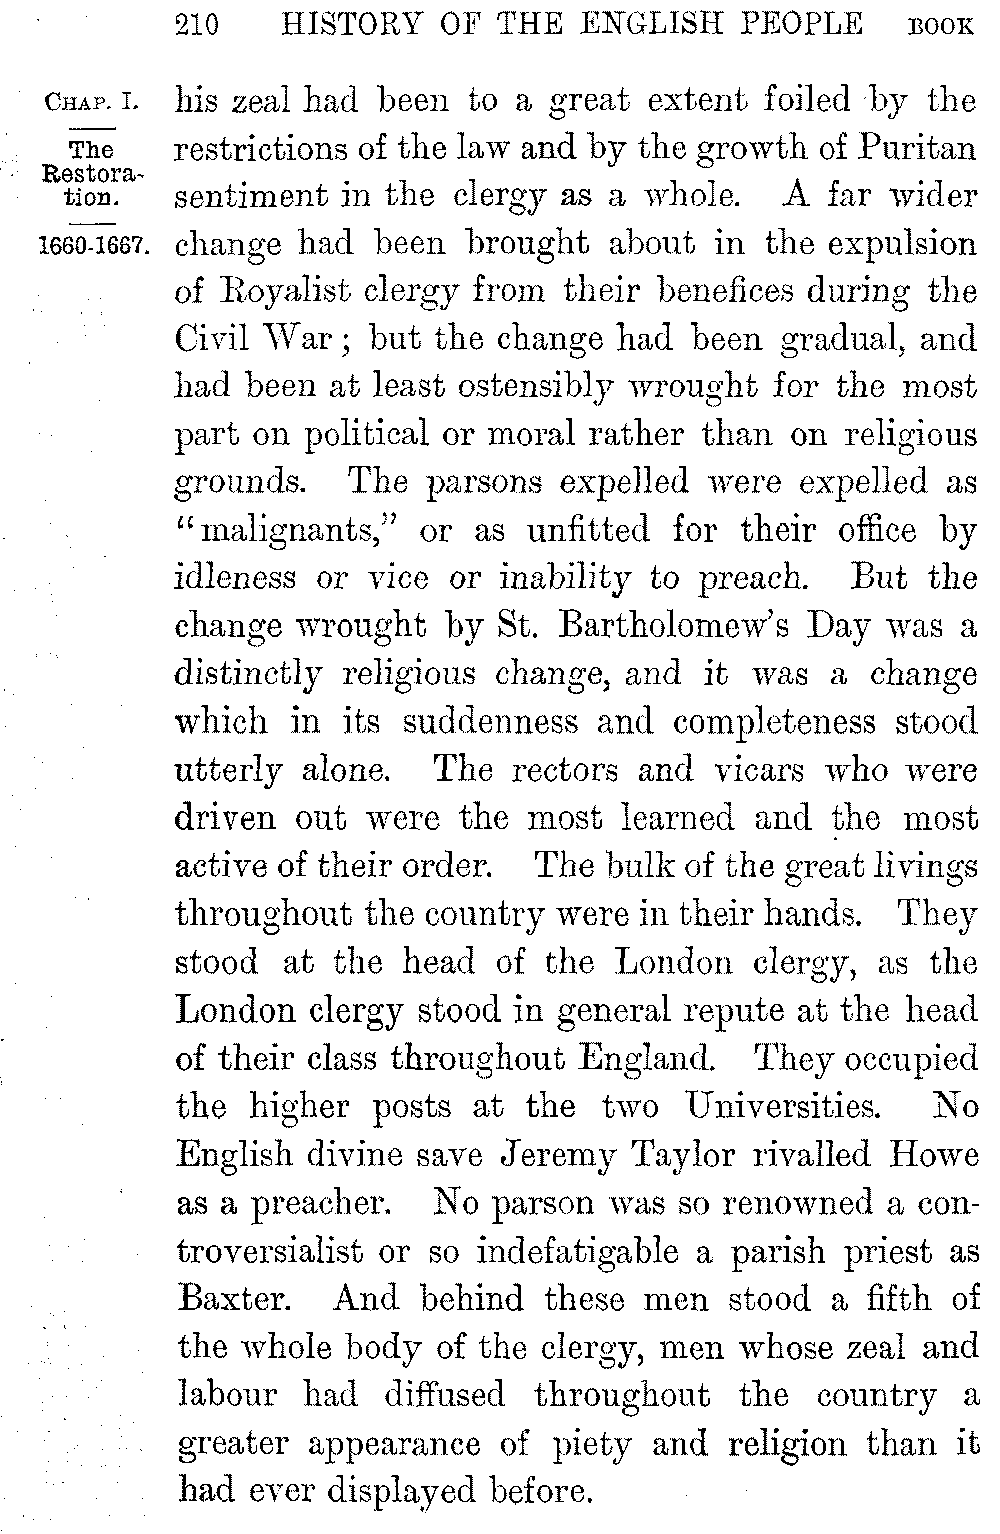 210 HISTORY OF THE ENGLISH PEOPLE BOOK
CHAP. I.
The
Restora-
tion.
1660-1667.
his zeal had been to a great extent foiled by the
restrictions of the law and by the growth of Puritan
sentiment in the clergy as a whole. A far wider
change had been brought about in the expulsion
of Royalist clergy from their benefices during the
Civil War; but the change had been gradual, and
had been at least ostensibly wrought for the most
part on political or moral rather than on religious
grounds. The parsons expelled were expelled as
“malignants,” or as unfitted for their office by
idleness or vice or inability to preach. But the
change wrought by St. Bartholomew's Day was a
distinctly religious change, and it was a change
which in its suddenness and completeness stood
utterly alone. The rectors and vicars who were
driven out were the most learned and the most
active of their order. The bulk of the great livings
throughout the country were in their hands. They
stood at the head of the London clergy, as the
London clergy stood in general repute at the head
of their class throughout England. They occupied
the higher posts at the two Universities. No
English divine save Jeremy Taylor rivalled Howe
as a preacher. No parson was so renowned a con-
troversialist or so indefatigable a parish priest as
Baxter. And behind these men stood a fifth of
the whole body of the clergy, men whose zeal and
labour had diffused throughout the country a
greater appearance of piety and religion than it
had ever displayed before.